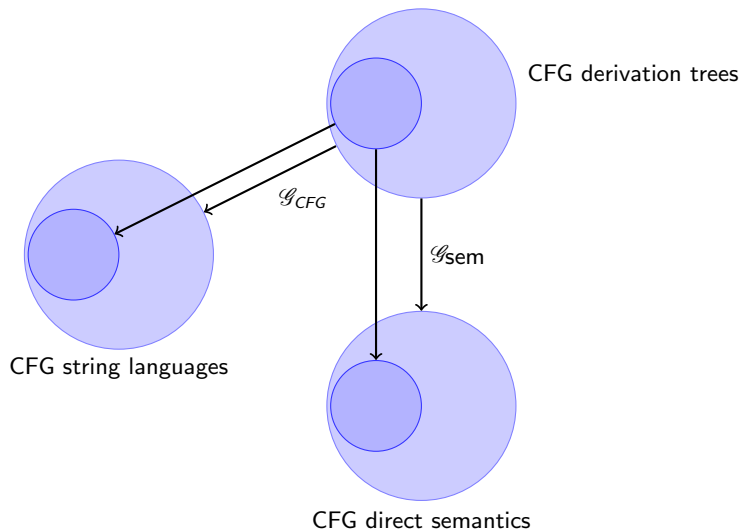 CFG derivation trees
𝒢CFG
𝒢sem
CFG string languages
CFG direct semantics